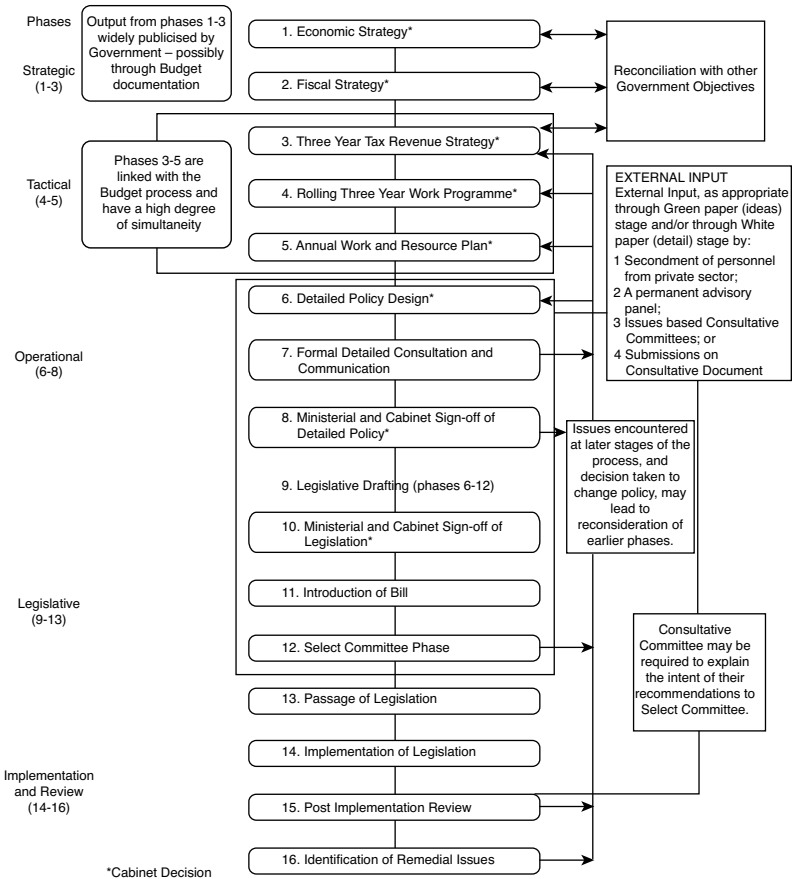 Phases
Output from phases 1-3
widely publicised by
Government – possibly
through Budget
documentation
Strategic
(1-3)
1. Economic Strategy*
2. Fiscal Strategy*
Reconciliation with other
Government Objectives
3. Three Year Tax Revenue Strategy*
Tactical
(4-5)
Phases 3-5 are
linked with the
Budget process and
have a high degree
of simultaneity
4. Rolling Three Year Work Programme*
5. Annual Work and Resource Plan*
EXTERNAL INPUT
External Input, as appropriate
through Green paper (ideas)
stage and/or through White
paper (detail) stage by:
1 Secondment of personnel
from private sector;
2 A permanent advisory
panel;
3 Issues based Consultative
Committees; or
4 Submissions on
Consultative Document
Operational
(6-8)
6. Detailed Policy Design*
7. Formal Detailed Consultation and
Communication
8. Ministerial and Cabinet Sign-off of
Detailed Policy*
Issues encountered
at later stages of the
process, and
decision taken to
change policy, may
lead to
reconsideration of
earlier phases.
9. Legislative Drafting (phases 6-12)
10. Ministerial and Cabinet Sign-off of
Legislation*
Legislative
(9-13)
11. Introduction of Bill
12. Select Committee Phase
Consultative
Committee may be
required to explain
the intent of their
recommendations to
Select Committee.
13. Passage of Legislation
14. Implementation of Legislation
Implementation
and Review
(14-16)
15. Post Implementation Review
16. Identification of Remedial Issues
*Cabinet Decision